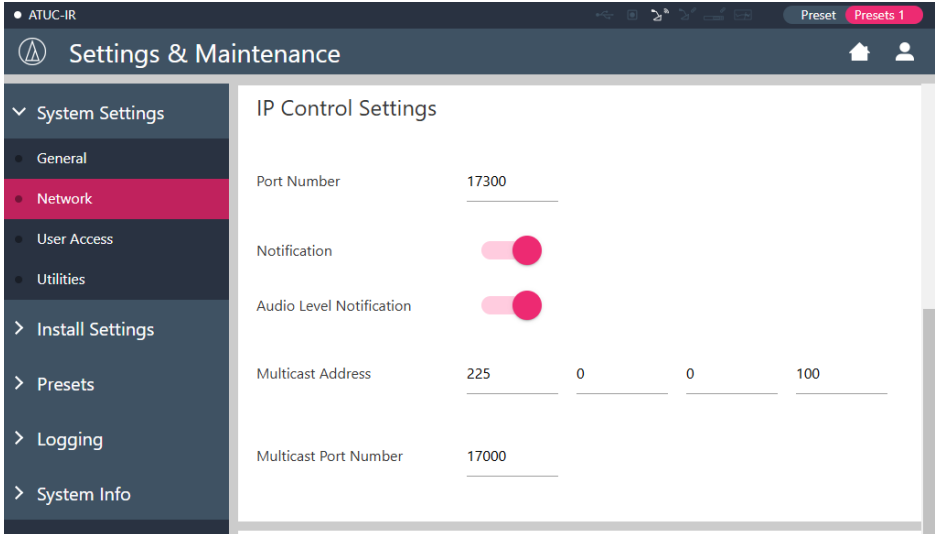 ATUC-IR
Preset Presets 1
Settings & Maintenance
System Settings
General
Network
User Access
Utilities
Install Settings
Presets
Logging
System Info
IP Control Settings
Port Number 17300
Notification
Audio Level Notification
Multicast Address 225 0 0 100
Multicast Port Number 17000